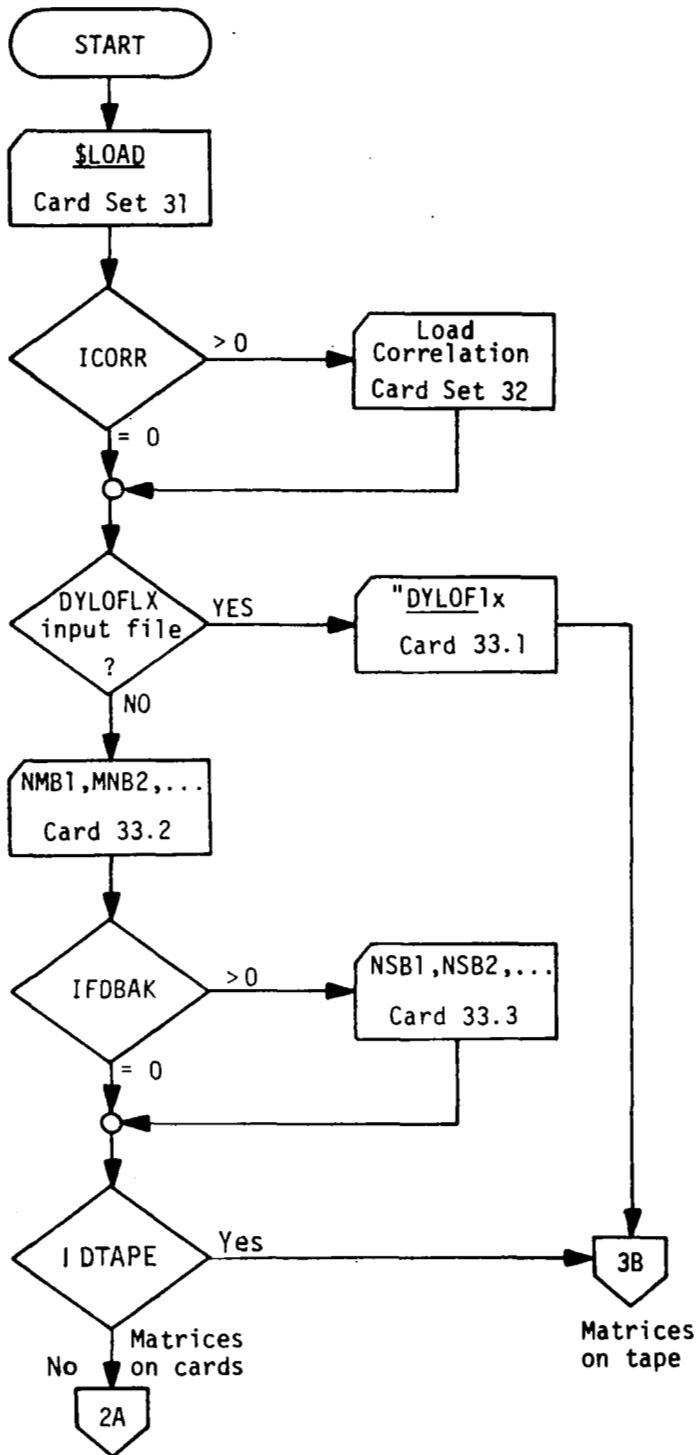 START
$LOAD
Card Set 31
ICORR
> 0
Load
Correlation
Card Set 32
= 0
DYLOFLX
input file
?
YES
"DYLOF1x
Card 33.1
NO
NMB1,MNB2,...
Card 33.2
IFDBAK
>0
NSB1,NSB2,...
Card 33.3
= 0
I DTAPE
Yes
3B
Matrices
on tape
Matrices
No on cards
2A